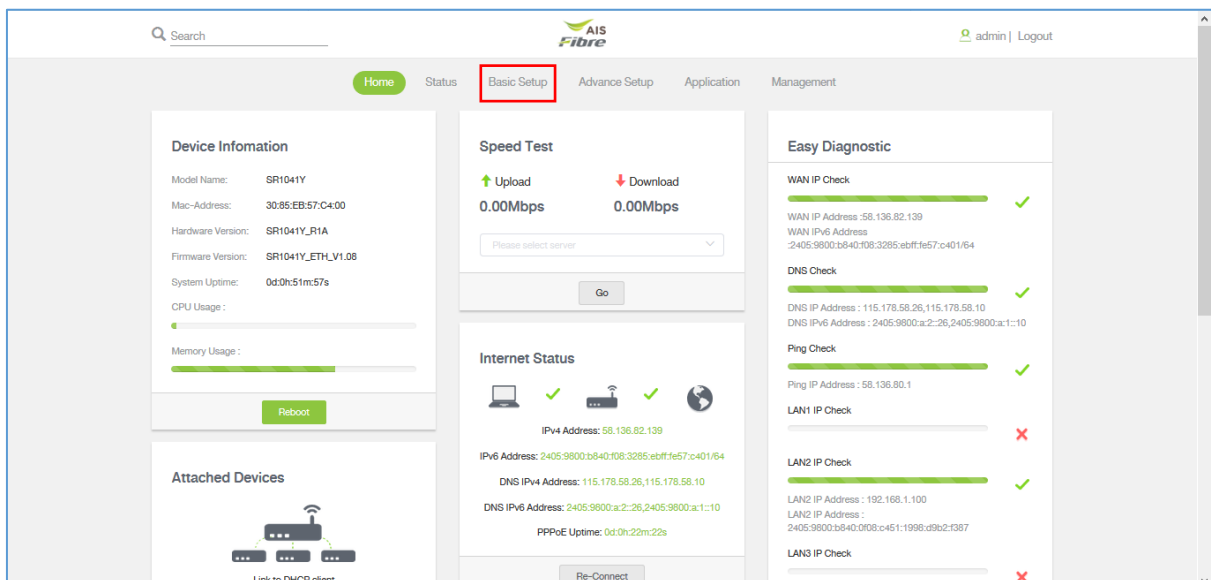 Search
AIS
Fibre
admin | Logout
Home
Status
Basic Setup
Advance Setup
Application
Management
Device Infomation
Model Name: SR1041Y
Mac-Address: 30:85:EB:57:C4:00
Hardware Version: SR1041Y_R1A
Firmware Version: SR1041Y_ETH_V1.08
System Uptime: 0d:0h:51m:57s
CPU Usage :
Memory Usage :
Reboot
Attached Devices
Link to DHCP client
Speed Test
Upload
Download
0.00Mbps
0.00Mbps
Please select server
Go
Internet Status
IPv4 Address: 58.136.82.139
IPv6 Address: 2405:9800:b840:f08:3285:ebff:fe57:c401/64
DNS IPv4 Address: 115.178.58.26,115.178.58.10
DNS IPv6 Address: 2405:9800:a:2::26,2405:9800:a:1::10
PPPoE Uptime: 0d:0h:22m:22s
Re-Connect
Easy Diagnostic
WAN IP Check
WAN IP Address :58.136.82.139
WAN IPv6 Address
:2405:9800:b840:f08:3285:ebff:fe57:c401/64
DNS Check
DNS IP Address : 115.178.58.26,115.178.58.10
DNS IPv6 Address : 2405:9800:a:2::26,2405:9800:a:1::10
Ping Check
Ping IP Address : 58.136.80.1
LAN1 IP Check
LAN2 IP Check
LAN2 IP Address : 192.168.1.100
LAN2 IP Address :
2405:9800:b840:0f08:c451:1998:d9b2:f387
LAN3 IP Check